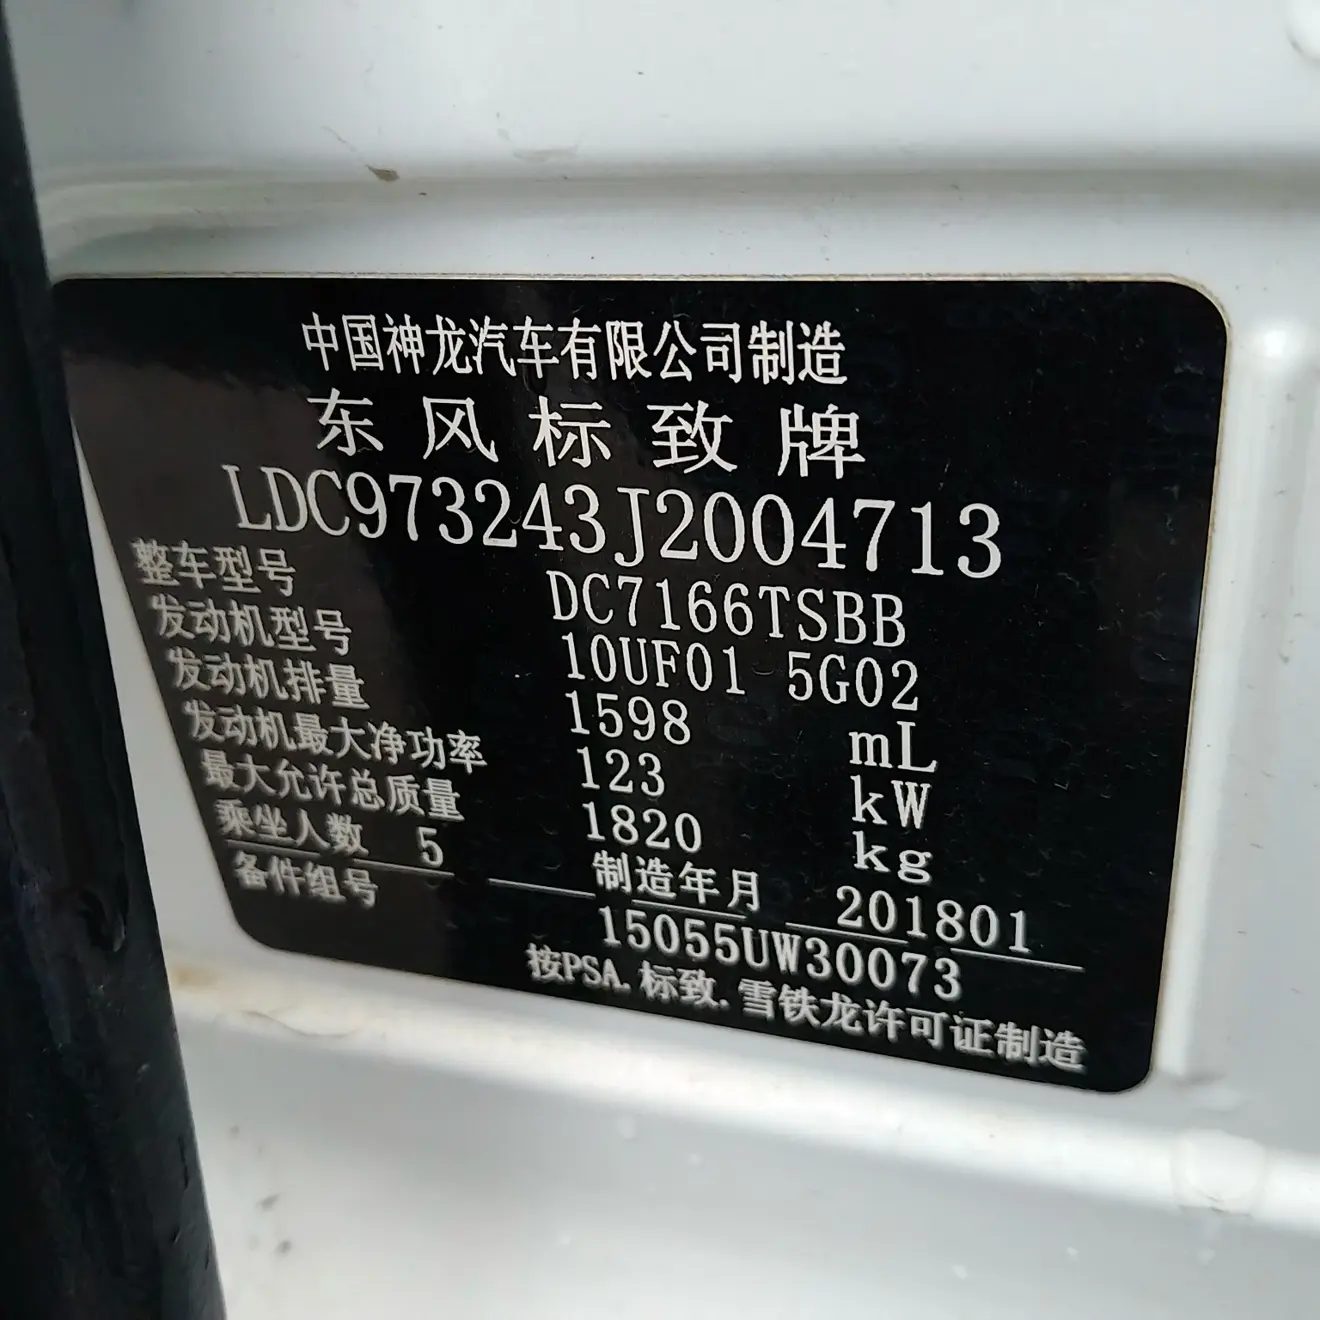 中国神龙汽车有限公司制造
东风标致牌
LDC973243J2004713
整车型号 DC7166TSBB
发动机型号 10UF01 5G02
发动机排量 1598 mL
发动机最大净功率 123 kW
最大允许总质量 1820 kg
乘坐人数 5 制造年月 201801
备件组号 15055UW30073
按PSA.标致.雪铁龙许可证制造